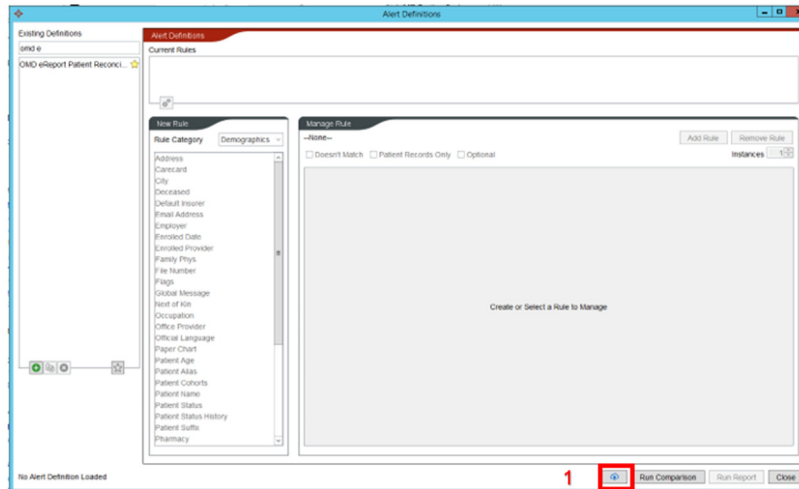 Alert Definitions
Existing Definitions
omd e
OMD eReport Patient Reconci...
Alert Definitions
Current Rules
New Rule
Rule Category Demographics
Address
Carecard
City
Deceased
Default Insurer
Email Address
Employer
Enrolled Date
Enrolled Provider
Family Phys.
File Number
Flags
Global Message
Next of Kin
Occupation
Office Provider
Official Language
Paper Chart
Patient Age
Patient Alias
Patient Cohorts
Patient Name
Patient Status
Patient Status History
Patient Suffix
Pharmacy
Manage Rule
--None--
Add Rule Remove Rule
Doesn't Match Patient Records Only Optional Instances 1
Create or Select a Rule to Manage
No Alert Definition Loaded
1
Run Comparison Run Report Close